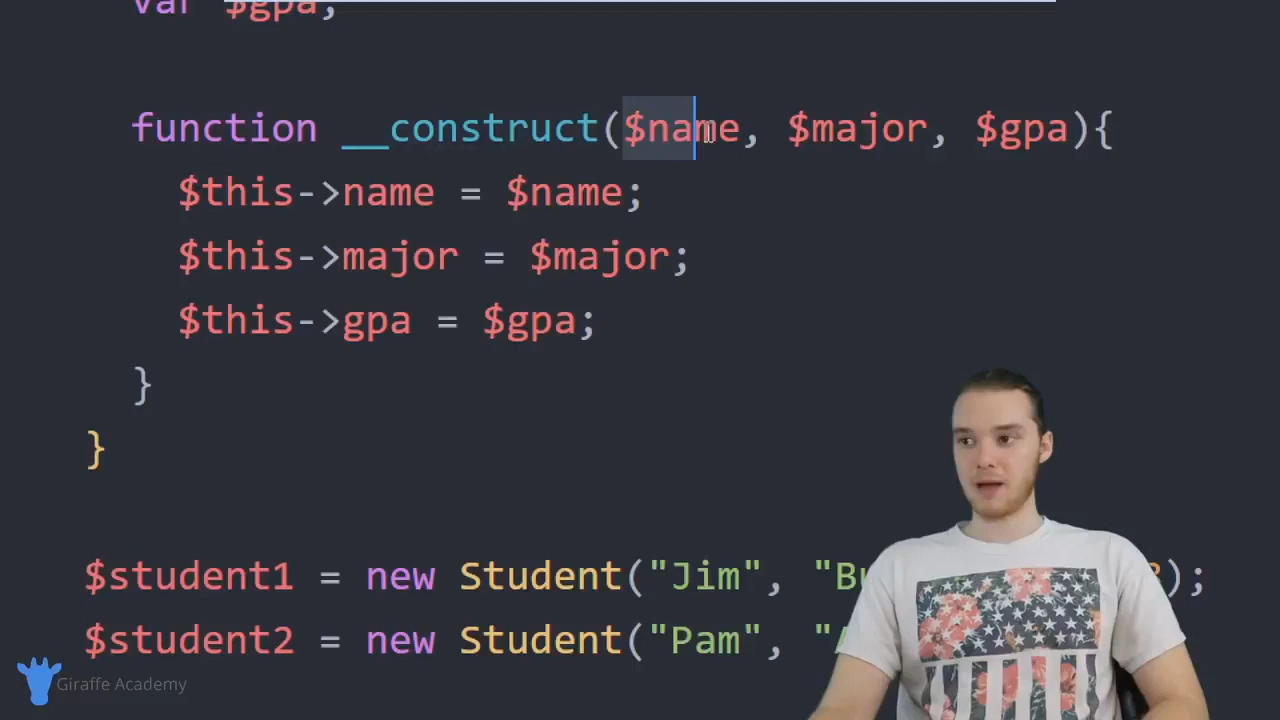 var $gpa;
function __construct($name, $major, $gpa){
$this->name = $name;
$this->major = $major;
$this->gpa = $gpa;
}
}
$student1 = new Student("Jim", );
$student2 = new Student("Pam", "
Giraffe Academy